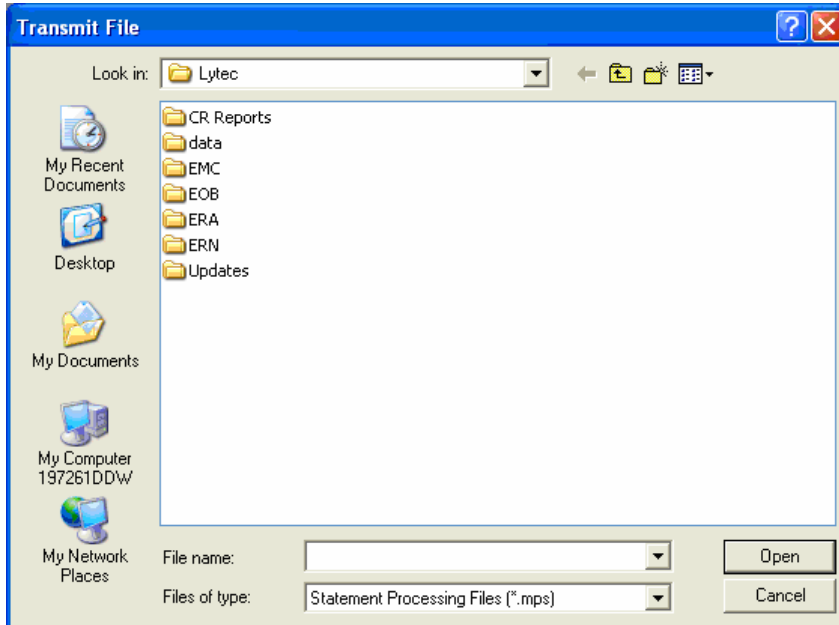 Transmit File
Look in: Lytec
My Recent
Documents
Desktop
My Documents
My Computer
197261DDW
My Network
Places
CR Reports
data
EMC
EOB
ERA
ERN
Updates
File name:
Open
Files of type: Statement Processing Files (*.mps)
Cancel